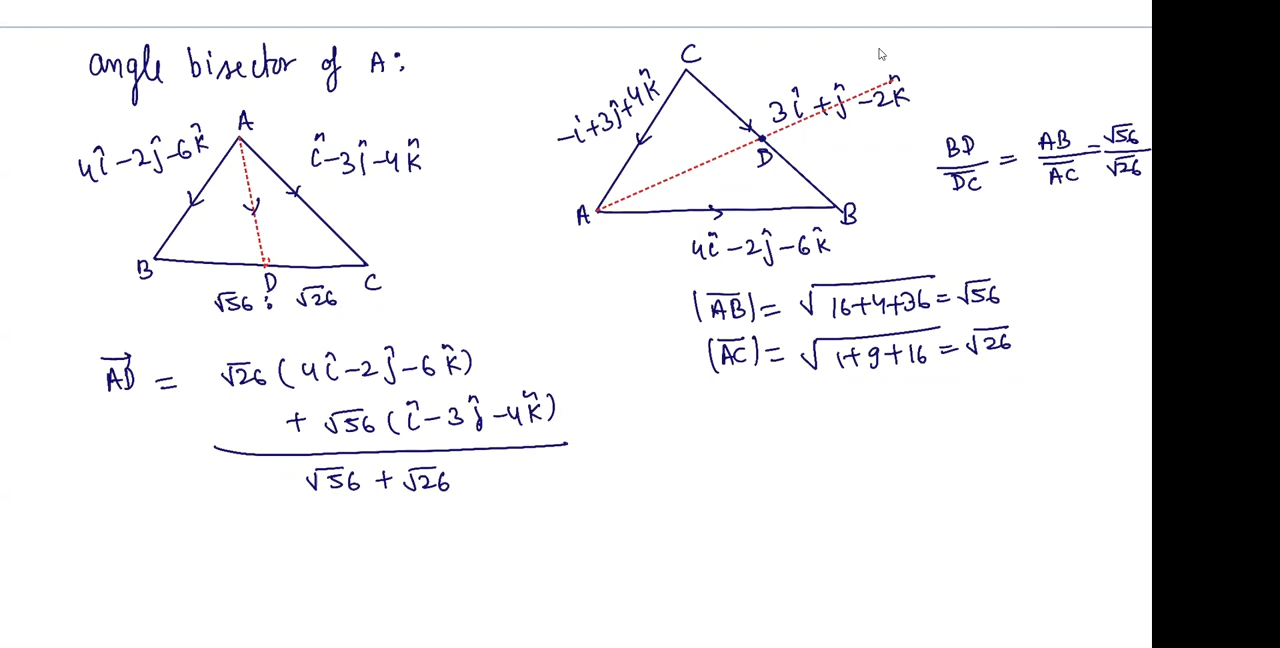 angle bisector of A:
A
4î - 2ĵ - 6k̂
î - 3î - 4k̂
B
D
C
√56 : √26
AD⃗ = √26 (4î - 2ĵ - 6k̂)
+ √56 (î - 3ĵ - 4k̂)
√56 + √26
C
-î + 3ĵ + 4k̂
3î + ĵ - 2k̂
D
A
B
4î - 2ĵ - 6k̂
BD/DC = AB/AC = √56/√26
|AB| = √16+4+36 = √56
|AC| = √1+9+16 = √26